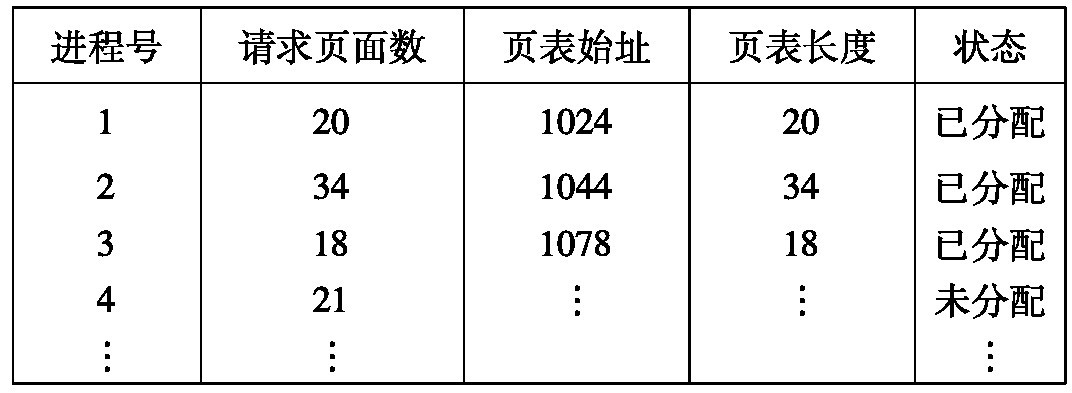 进程号 请求页面数 页表始址 页表长度 状态
1 20 1024 20 已分配
2 34 1044 34 已分配
3 18 1078 18 已分配
4 21 ⋮ ⋮ 未分配
⋮ ⋮ ⋮